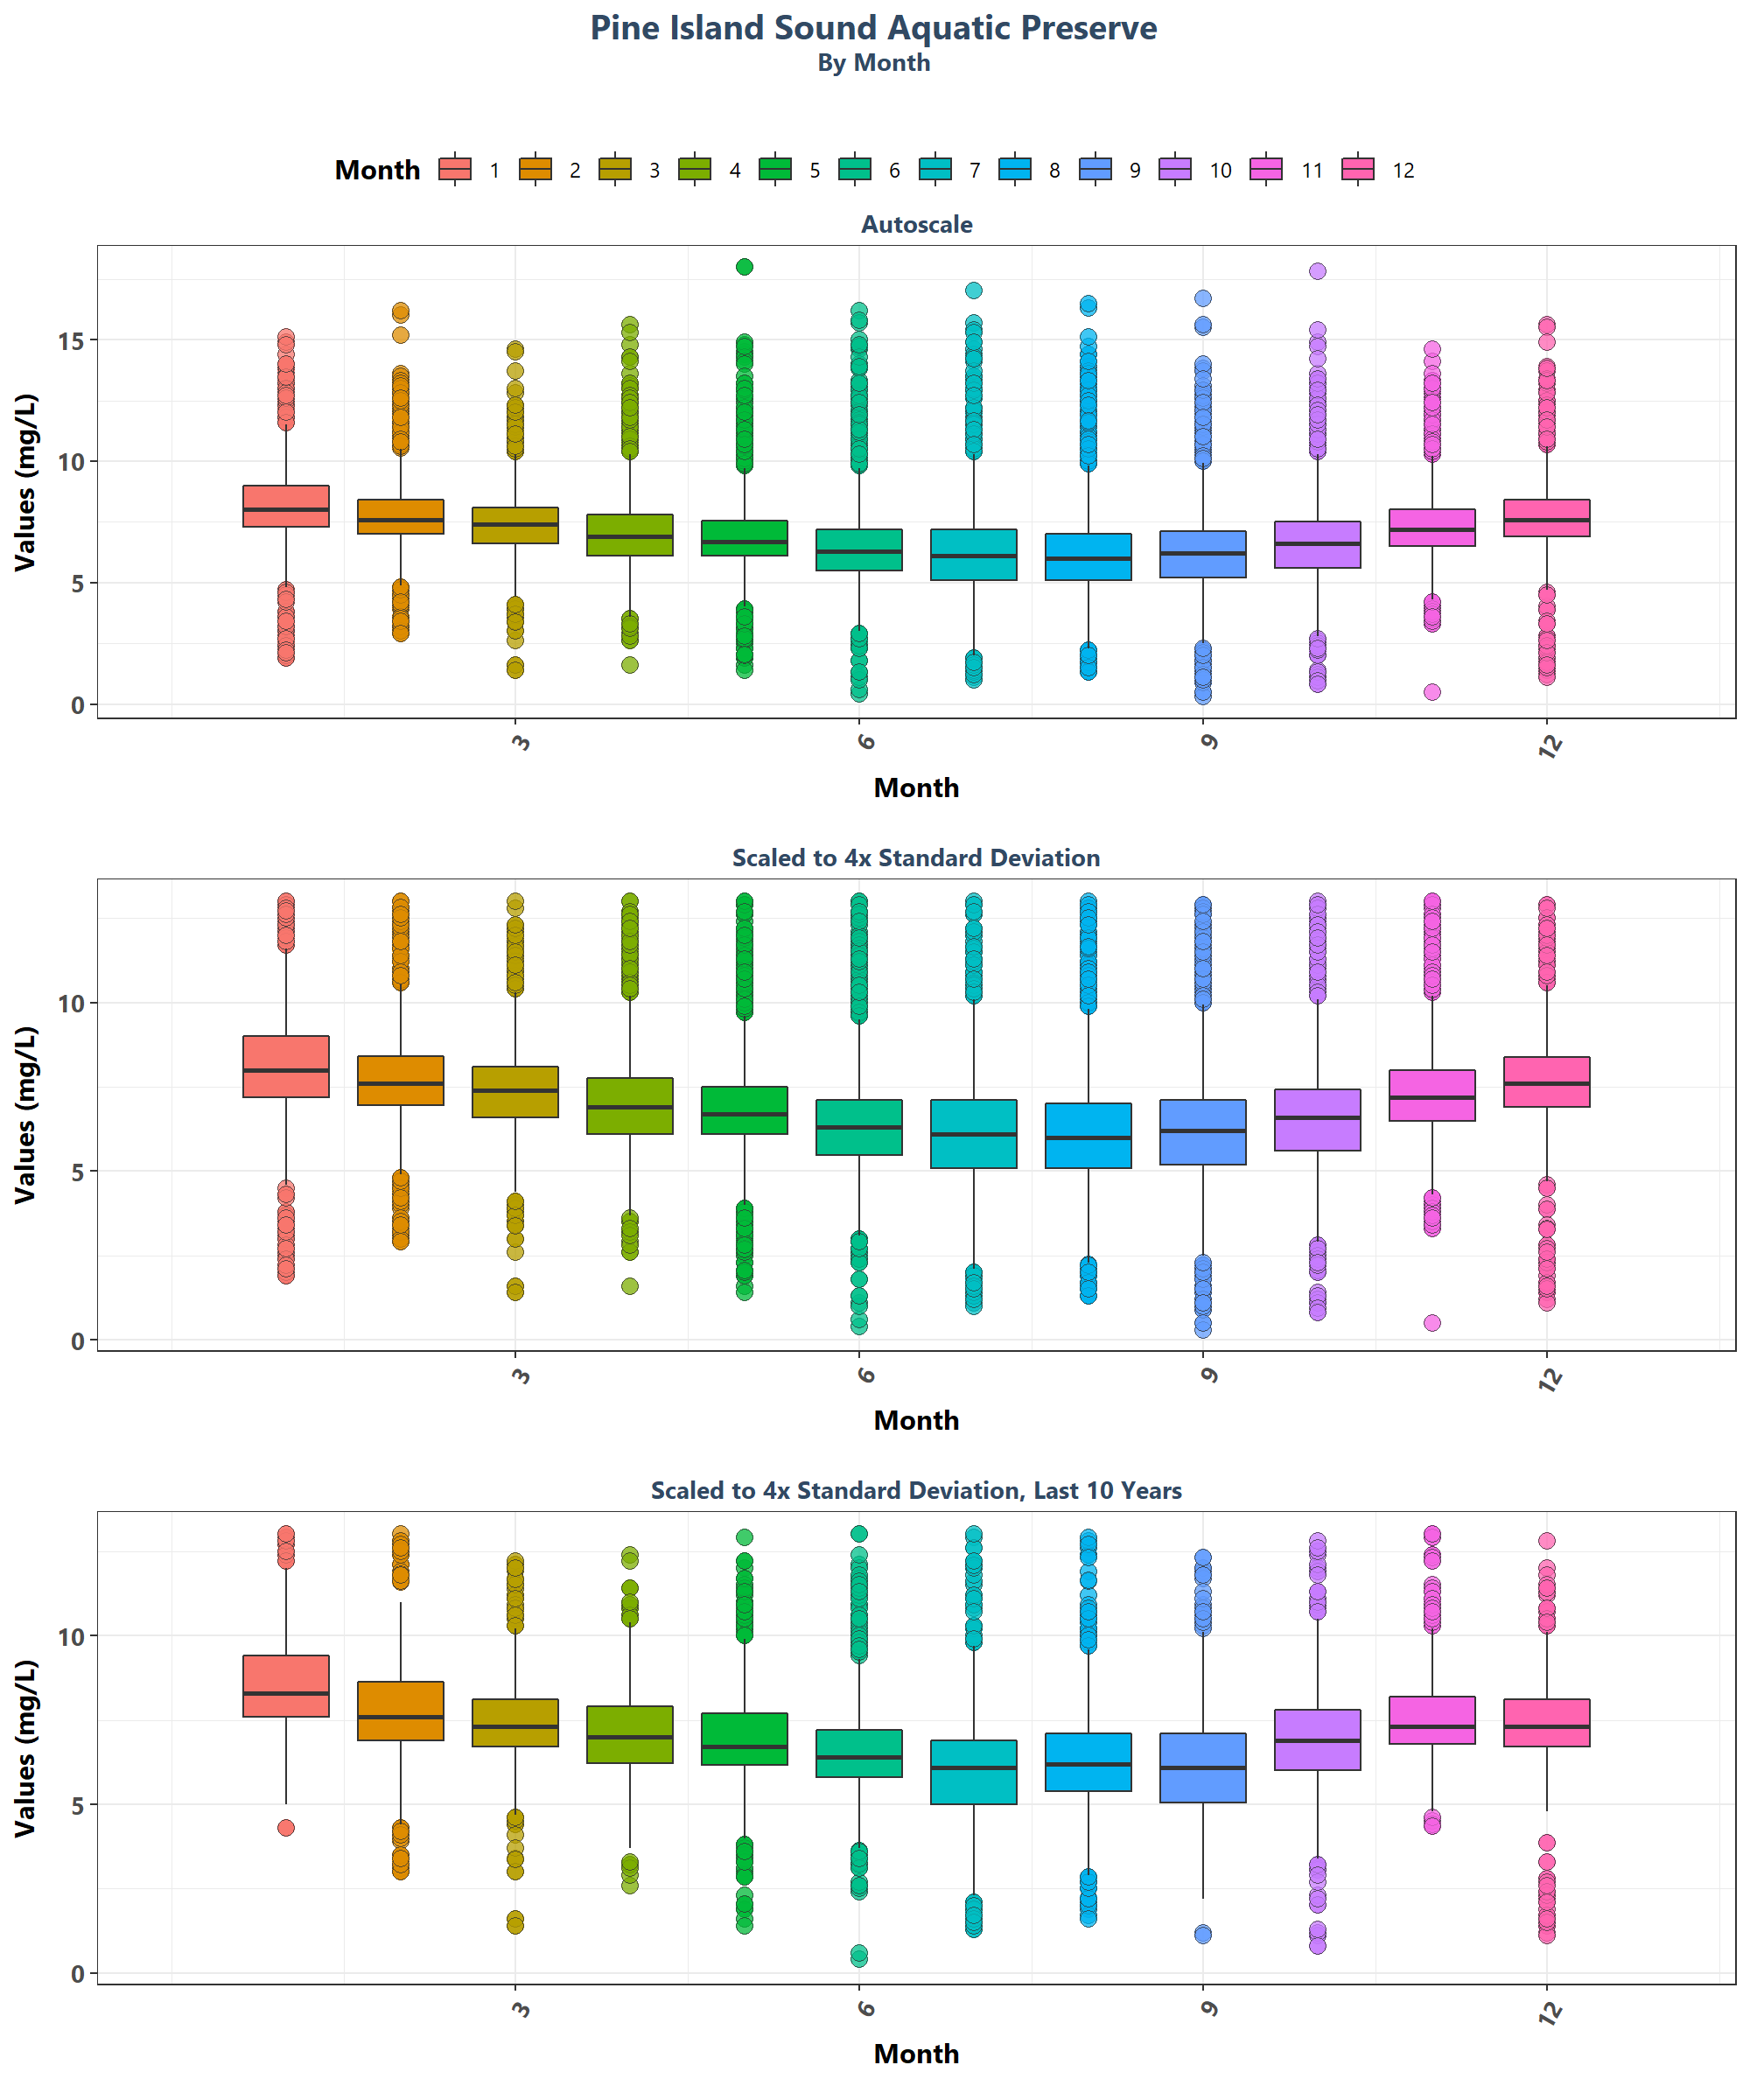 Pine Island Sound Aquatic Preserve
By Month
Month 1 2 3 4 5 6 7 8 9 10 11 12
Autoscale
Values (mg/L)
15
10
5
0
3 6 9 12
Month
Scaled to 4x Standard Deviation
Values (mg/L)
10
5
0
3 6 9 12
Month
Scaled to 4x Standard Deviation, Last 10 Years
Values (mg/L)
10
5
0
3 6 9 12
Month